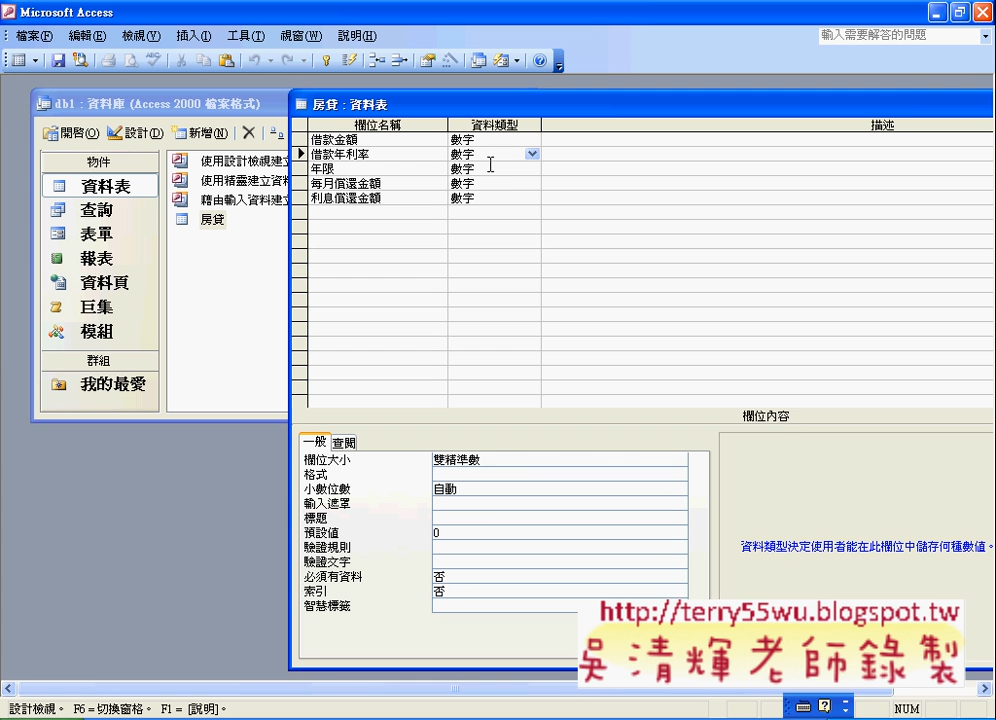 Microsoft Access
檔案(F) 編輯(E) 檢視(V) 插入(I) 工具(T) 視窗(W) 說明(H) 輸入需要解答的問題
db1 : 資料庫 (Access 2000 檔案格式)
開啓(O) 設計(D) 新增(N)
物件
資料表
查詢
表單
報表
資料頁
巨集
模組
群組
我的最愛
使用設計檢視建立
使用精靈建立資料
藉由輸入資料建立
房貸
房貸 : 資料表
欄位名稱 資料類型 描述
借款金額 數字
借款年利率 數字
年限 數字
每月償還金額 數字
利息償還金額 數字
欄位內容
一般 查閱
欄位大小 雙精準數
格式
小數位數 自動
輸入遮罩
標題
預設值 0
驗證規則
驗證文字
必須有資料 否
索引 否
智慧標籤
資料類型決定使用者能在此欄位中儲存何種數值。
http://terry55wu.blogspot.tw
吳清輝老師錄製
設計檢視。 F6 = 切換窗格。 F1 = [說明]。 NUM